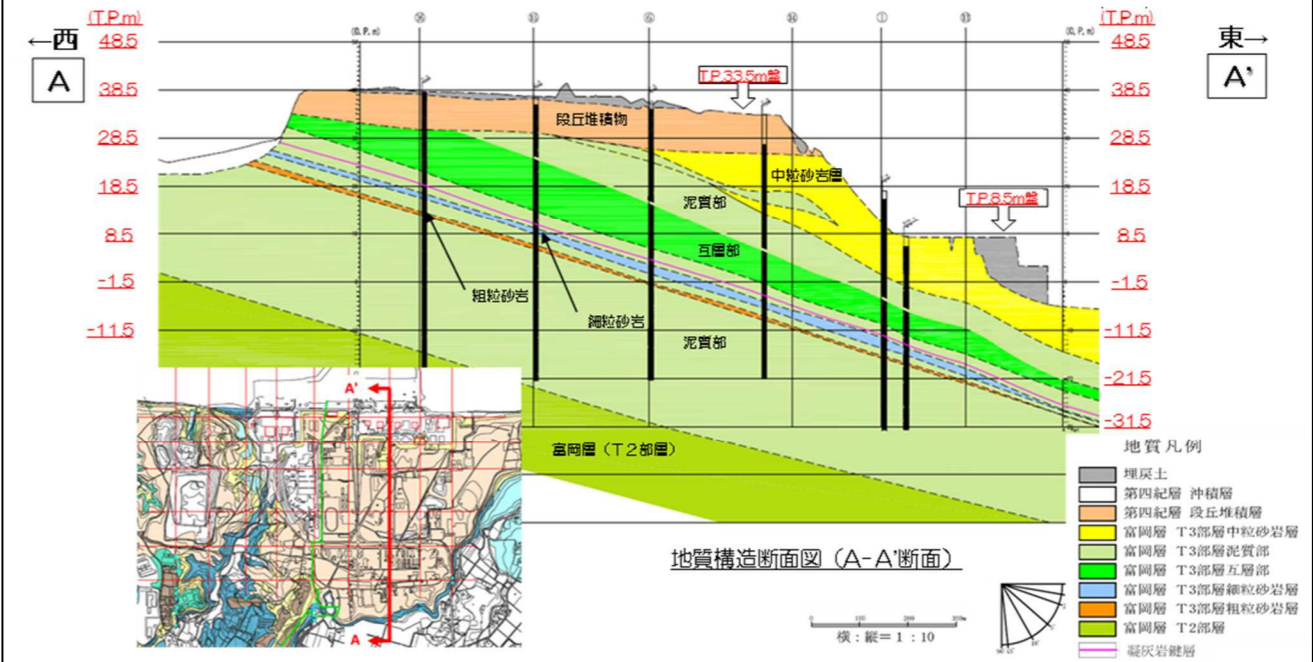 (T.P.m)
(T.P.m)
←西
東→
A
A'
(O.P.m)
(O.P.m)
48.5
38.5
28.5
18.5
8.5
-1.5
-11.5
48.5
38.5
28.5
18.5
8.5
-1.5
-11.5
-21.5
-31.5
T.P.33.5m盤
T.P.8.5m盤
段丘堆積物
中粒砂岩層
泥質部
互層部
粗粒砂岩
細粒砂岩
泥質部
富岡層（T2部層）
A'
A
地質構造断面図（A-A'断面）
横：縦＝1：10
地質凡例
埋戻土
第四紀層 沖積層
第四紀層 段丘堆積層
富岡層 T3部層中粒砂岩層
富岡層 T3部層泥質部
富岡層 T3部層互層部
富岡層 T3部層細粒砂岩層
富岡層 T3部層粗粒砂岩層
富岡層 T2部層
凝灰岩鍵層